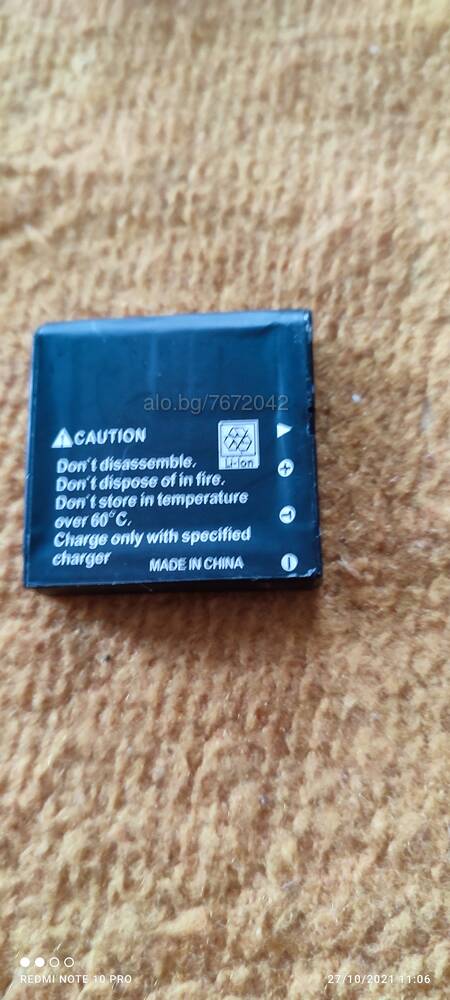 alo.bg/7672042
⚠CAUTION
Li-Ion
Don't disassemble.
Don't dispose of in fire.
Don't store in temperature
over 60°C.
Charge only with specified
charger
MADE IN CHINA
+
T
-
REDMI NOTE 10 PRO
27/10/2021 11:06